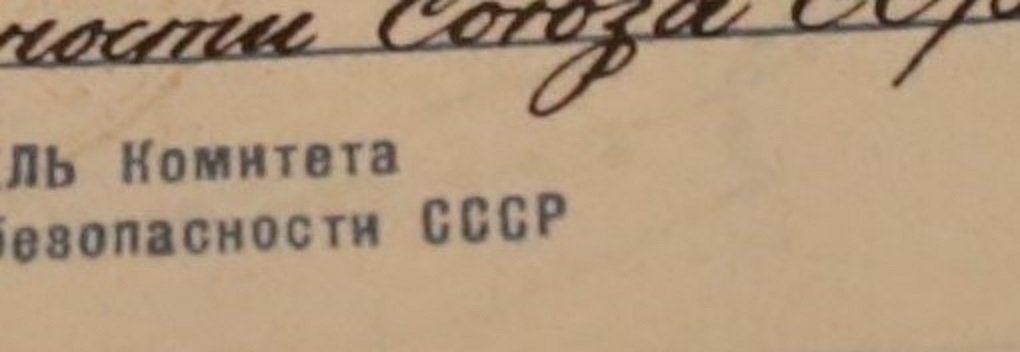 ности Союза
ль Комитета
безопасности СССР